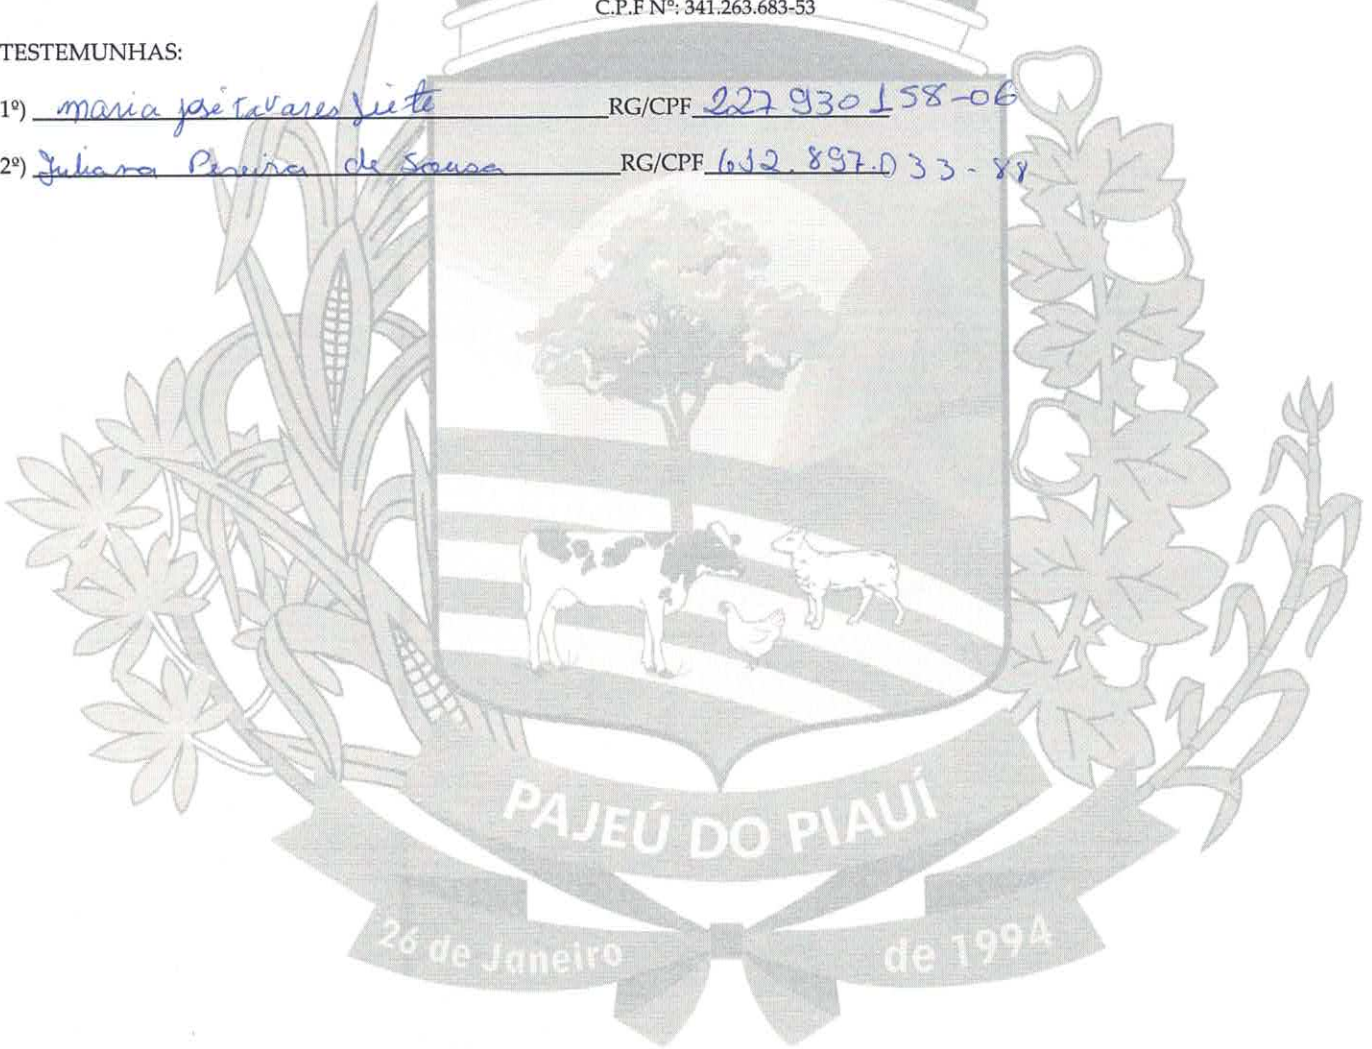 C.P.F Nº: 341.263.683-53
TESTEMUNHAS:
1º) maria josé Tavares leite RG/CPF 227 930 158-06
2º) Juliana Pereira de Sousa RG/CPF 612.897.033-88
PAJEÚ DO PIAUÍ
26 de Janeiro de 1994